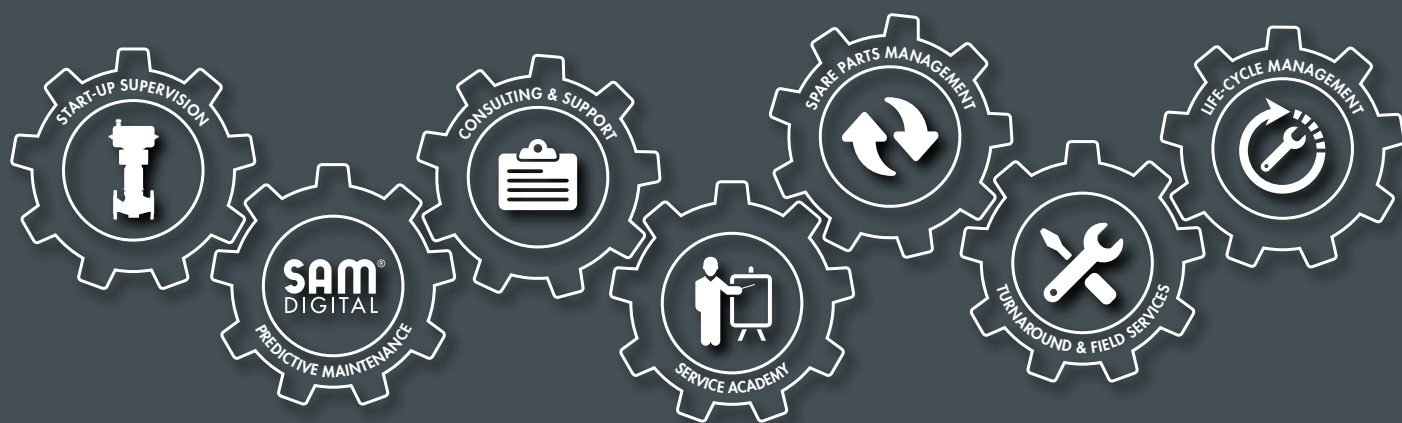 START-UP SUPERVISION
SAM®
DIGITAL
PREDICTIVE MAINTENANCE
CONSULTING & SUPPORT
SERVICE ACADEMY
SPARE PARTS MANAGEMENT
TURNAROUND & FIELD SERVICES
LIFE-CYCLE MANAGEMENT